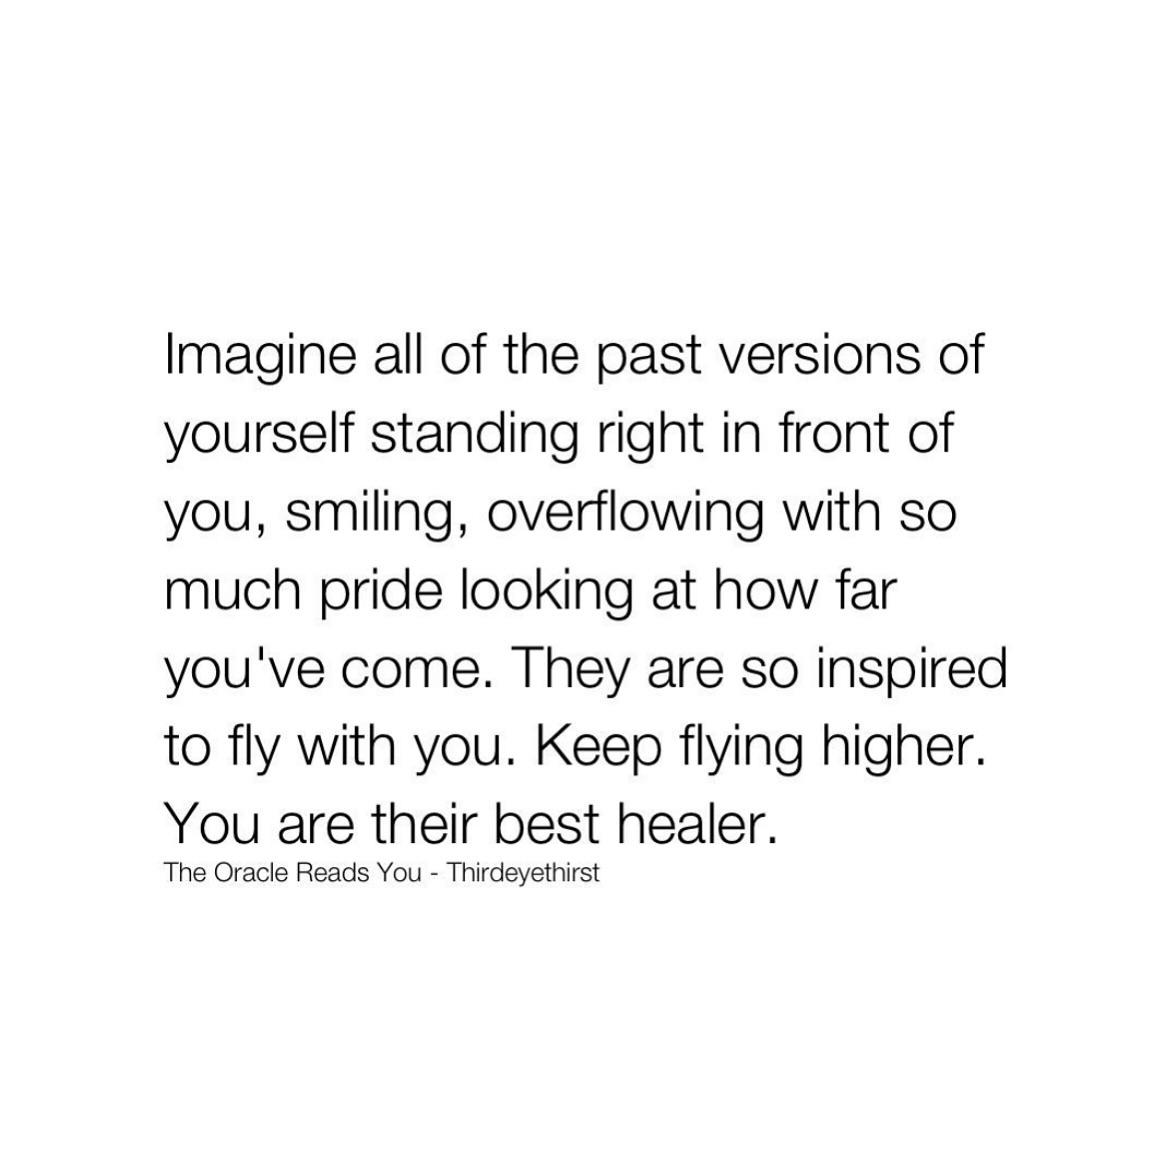 Imagine all of the past versions of
yourself standing right in front of
you, smiling, overflowing with so
much pride looking at how far
you've come. They are so inspired
to fly with you. Keep flying higher.
You are their best healer.
The Oracle Reads You - Thirdeyethirst